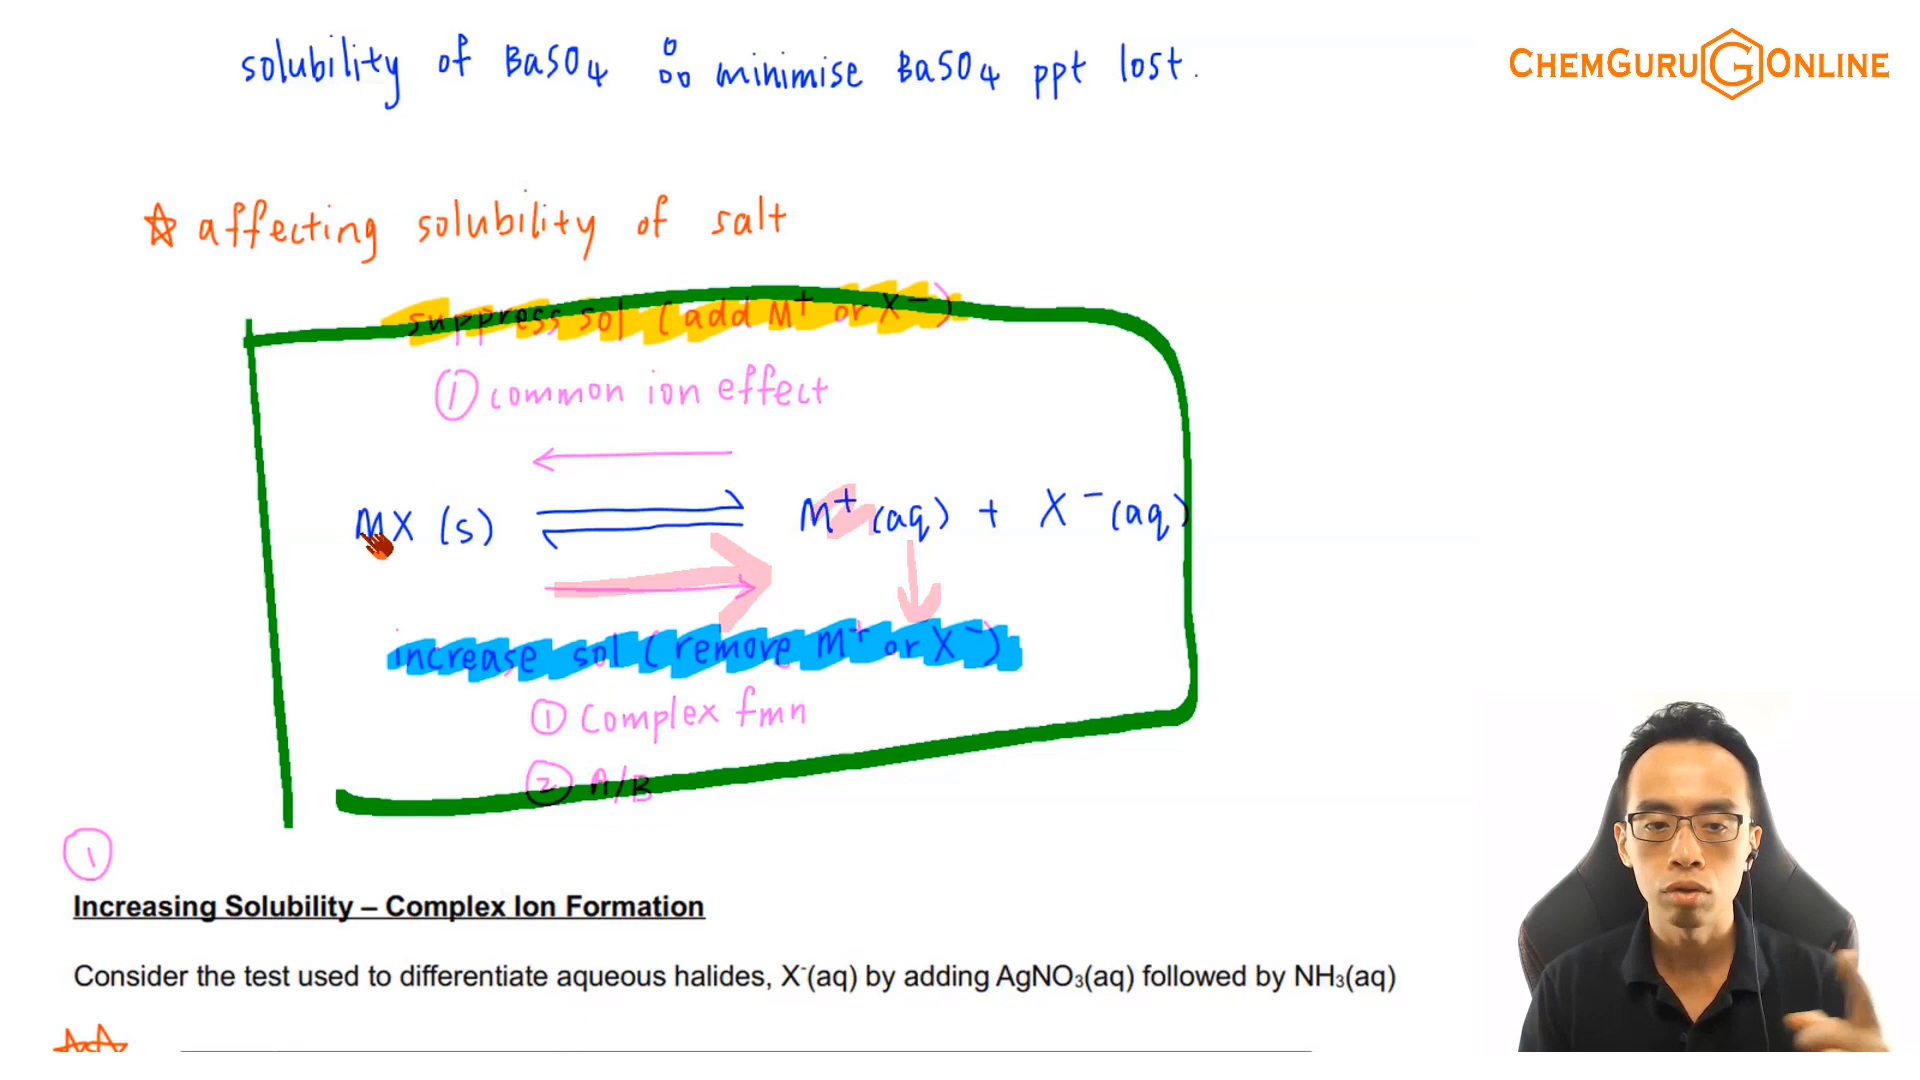 solubility of BaSO4 ∴ minimise BaSO4 ppt lost.
CHEMGURU G ONLINE
☆ affecting solubility of salt
suppress sol (add M⁺ or X⁻)
① common ion effect
MX (s) ⇌ M⁺ (aq) + X⁻ (aq)
increase sol (remove M⁺ or X⁻)
① Complex fmn
② A/B
①
Increasing Solubility – Complex Ion Formation
Consider the test used to differentiate aqueous halides, X⁻(aq) by adding AgNO₃(aq) followed by NH₃(aq)